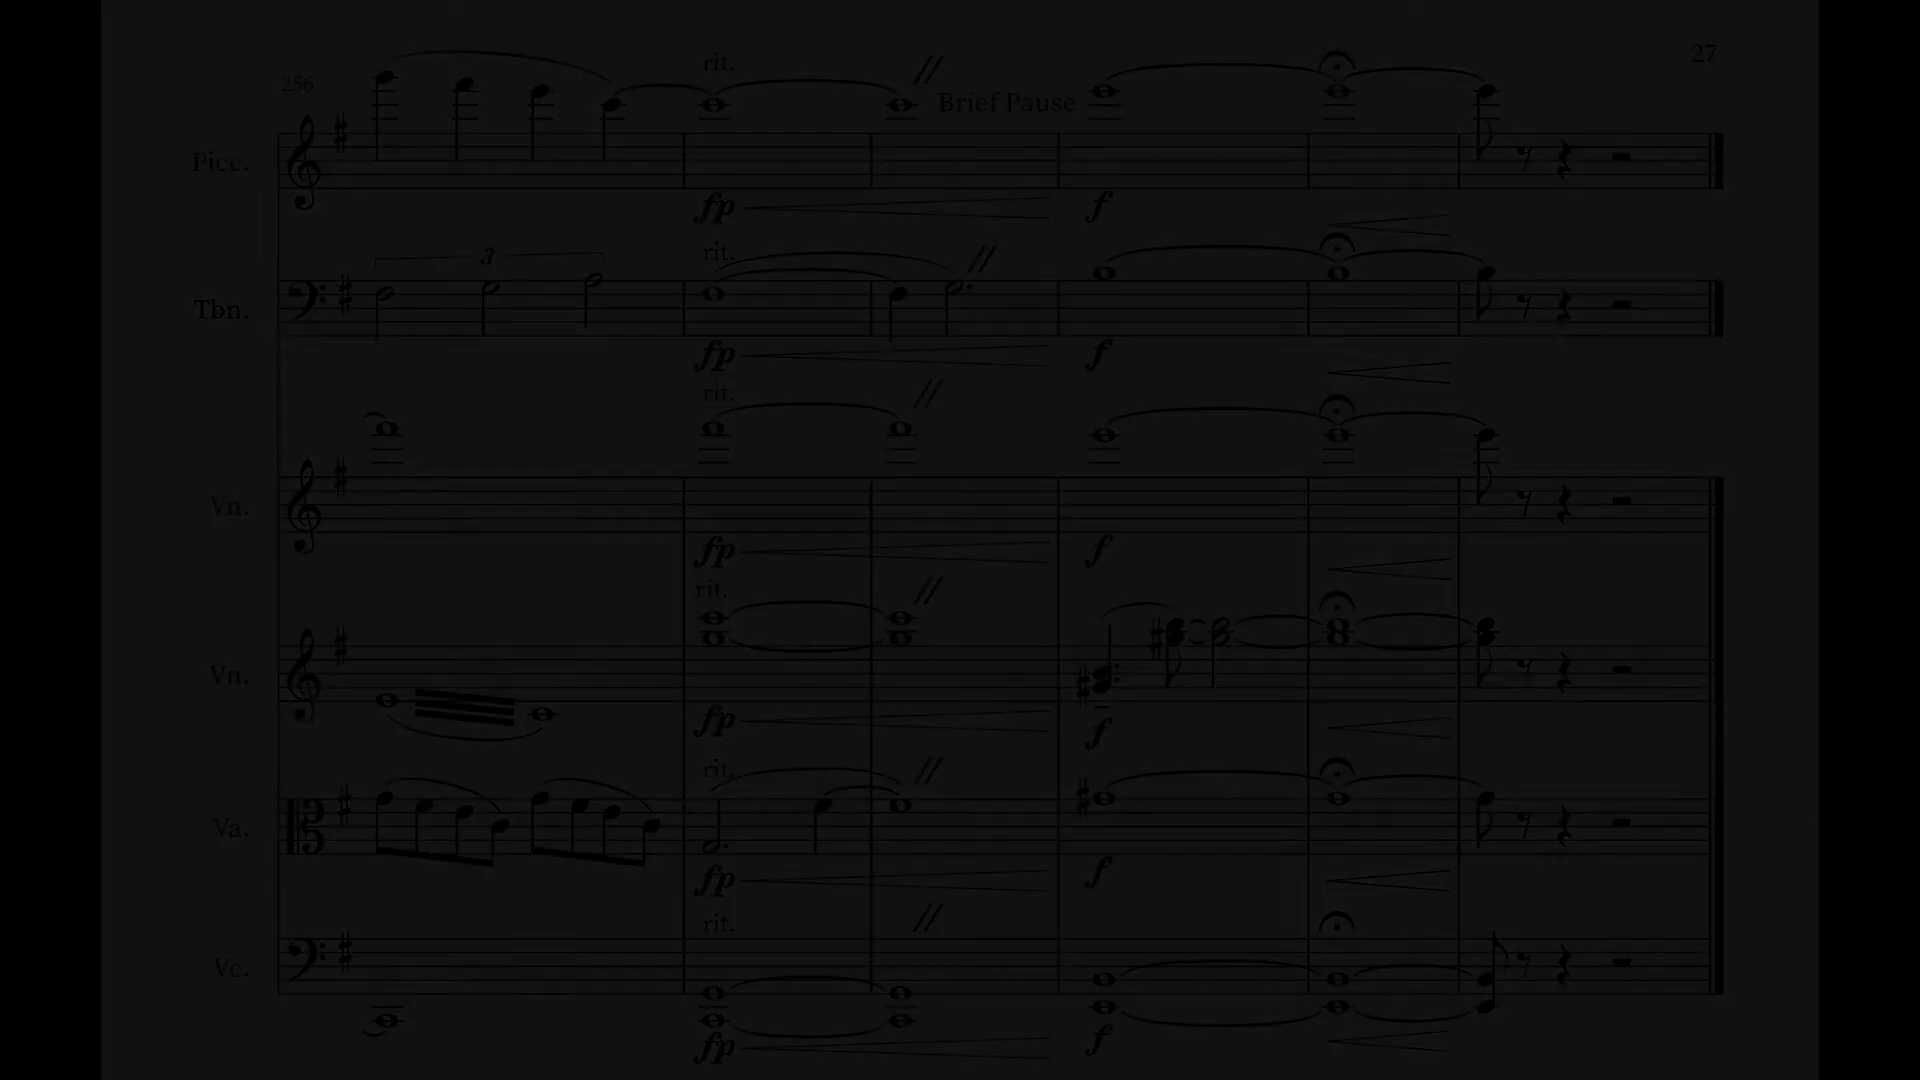 27
256
rit.
Brief Pause
Picc.
fp
f
rit.
3
Tbn.
fp
f
rit.
Vn.
fp
f
rit.
Vn.
fp
f
rit.
Va.
fp
f
rit.
Vc.
fp
f